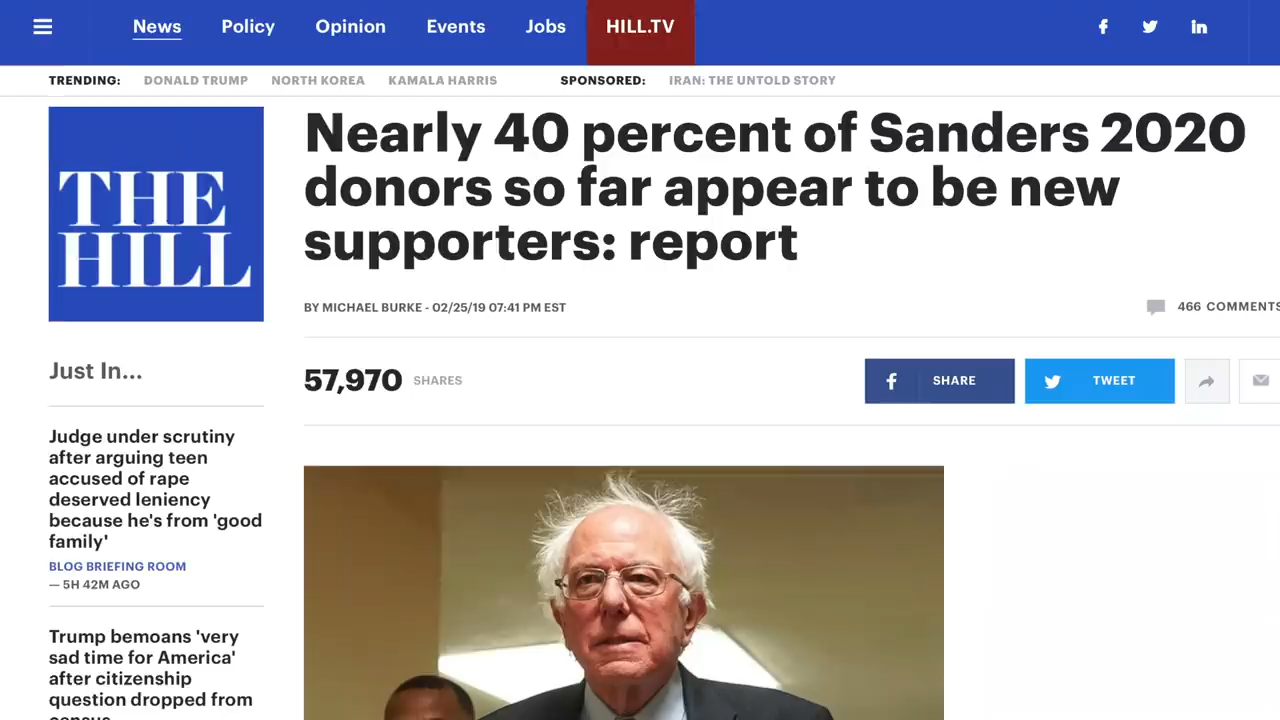 News Policy Opinion Events Jobs HILL.TV
TRENDING: DONALD TRUMP NORTH KOREA KAMALA HARRIS SPONSORED: IRAN: THE UNTOLD STORY
THE
HILL
Nearly 40 percent of Sanders 2020
donors so far appear to be new
supporters: report
BY MICHAEL BURKE - 02/25/19 07:41 PM EST
466 COMMENTS
57,970 SHARES
SHARE
TWEET
Just In...
Judge under scrutiny
after arguing teen
accused of rape
deserved leniency
because he's from 'good
family'
BLOG BRIEFING ROOM
— 5H 42M AGO
Trump bemoans 'very
sad time for America'
after citizenship
question dropped from
census